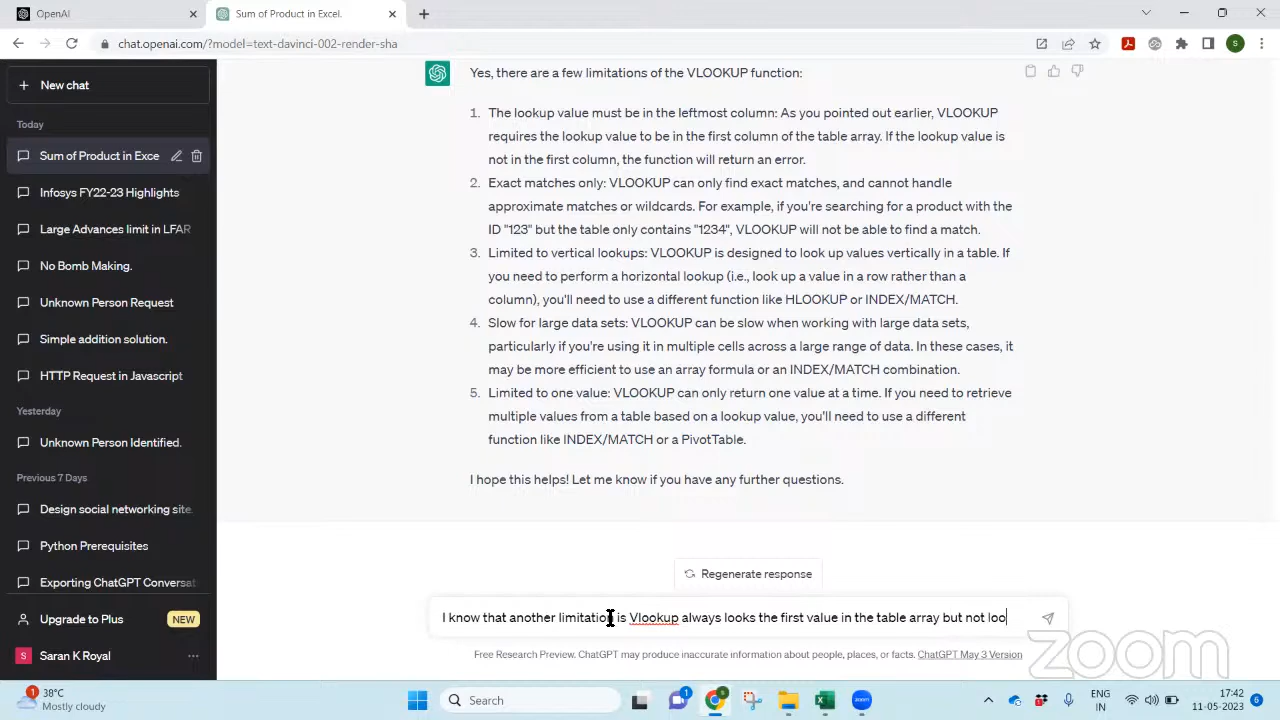 OpenAI
Sum of Product in Excel.
chat.openai.com/?model=text-davinci-002-render-sha
S
New chat
Today
Sum of Product in Exce
Infosys FY22-23 Highlights
Large Advances limit in LFAR
No Bomb Making.
Unknown Person Request
Simple addition solution.
HTTP Request in Javascript
Yesterday
Unknown Person Identified.
Previous 7 Days
Design social networking site.
Python Prerequisites
Exporting ChatGPT Conversat
Upgrade to Plus
NEW
S
Saran K Royal
Yes, there are a few limitations of the VLOOKUP function:
1. The lookup value must be in the leftmost column: As you pointed out earlier, VLOOKUP
requires the lookup value to be in the first column of the table array. If the lookup value is
not in the first column, the function will return an error.
2. Exact matches only: VLOOKUP can only find exact matches, and cannot handle
approximate matches or wildcards. For example, if you're searching for a product with the
ID "123" but the table only contains "1234", VLOOKUP will not be able to find a match.
3. Limited to vertical lookups: VLOOKUP is designed to look up values vertically in a table. If
you need to perform a horizontal lookup (i.e., look up a value in a row rather than a
column), you'll need to use a different function like HLOOKUP or INDEX/MATCH.
4. Slow for large data sets: VLOOKUP can be slow when working with large data sets,
particularly if you're using it in multiple cells across a large range of data. In these cases, it
may be more efficient to use an array formula or an INDEX/MATCH combination.
5. Limited to one value: VLOOKUP can only return one value at a time. If you need to retrieve
multiple values from a table based on a lookup value, you'll need to use a different
function like INDEX/MATCH or a PivotTable.
I hope this helps! Let me know if you have any further questions.
Regenerate response
I know that another limitation is Vlookup always looks the first value in the table array but not loo
Free Research Preview. ChatGPT may produce inaccurate information about people, places, or facts. ChatGPT May 3 Version
zoom
1
38°C
Mostly cloudy
Search
1
S
zoom
ENG
IN
17:42
11-05-2023
6